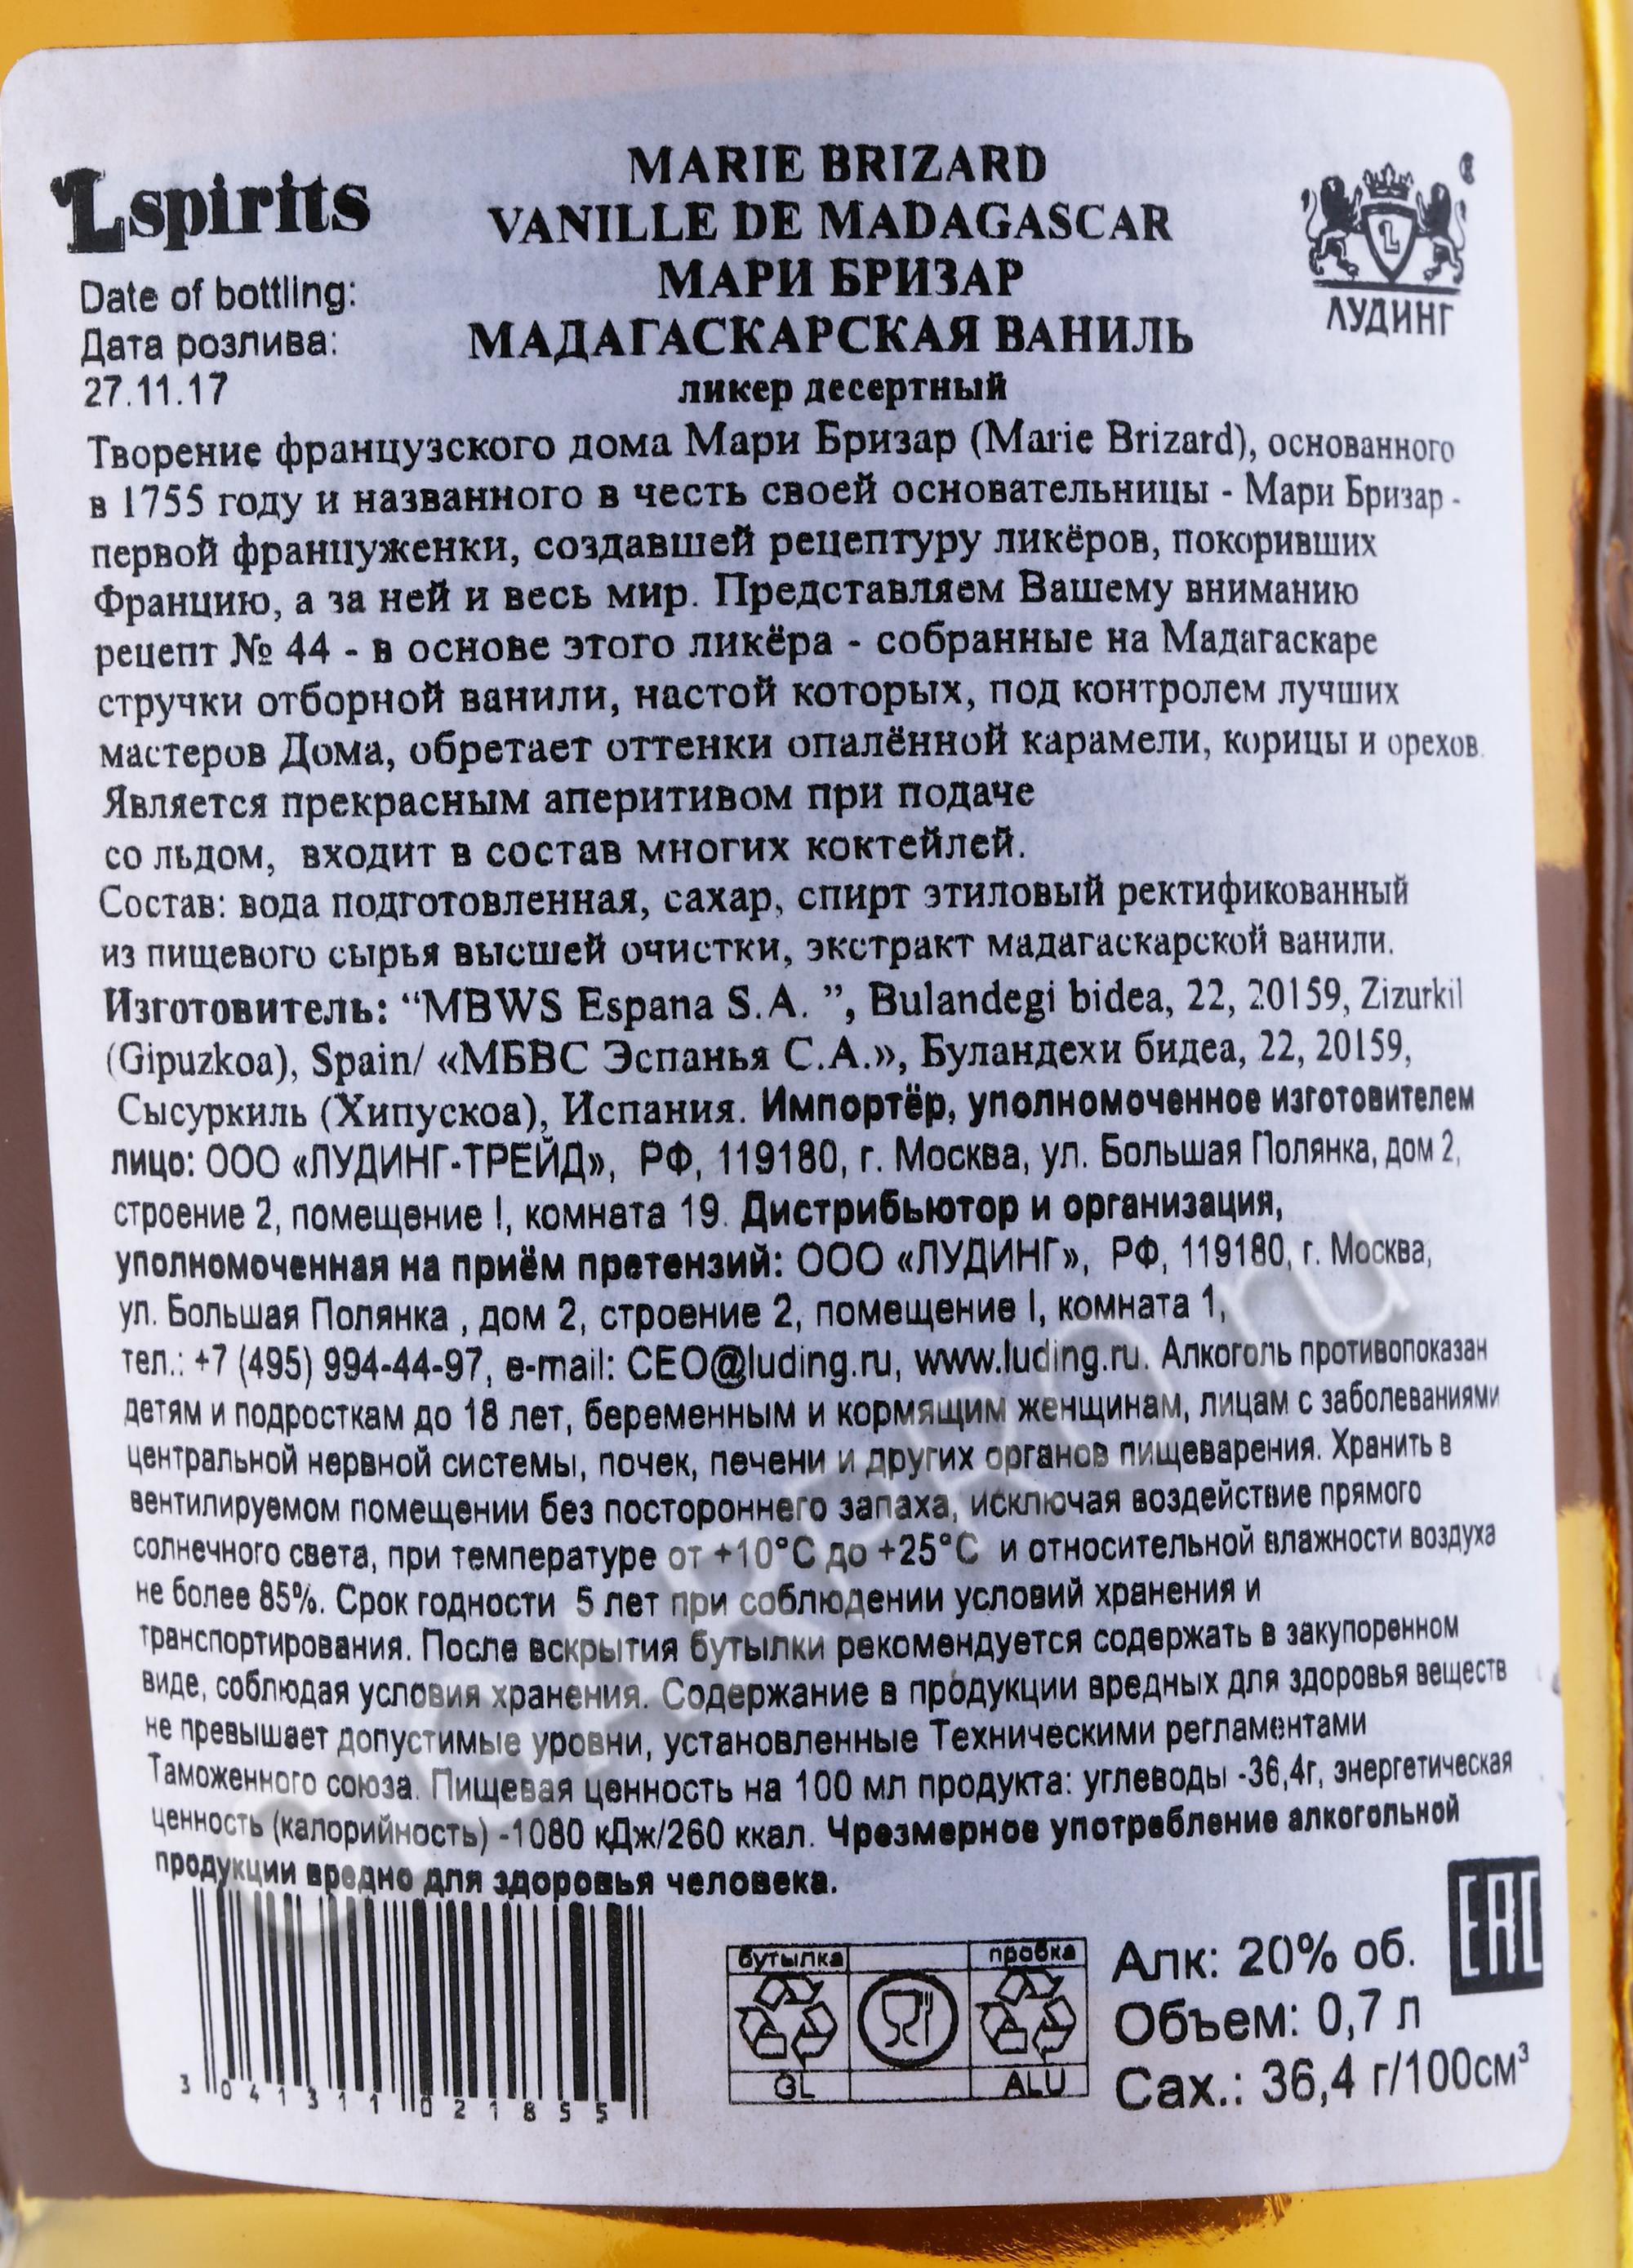 Lspirits
MARIE BRIZARD
VANILLE DE MADAGASCAR
МАРИ БРИЗАР
МАДАГАСКАРСКАЯ ВАНИЛЬ
ликер десертный
ЛУДИНГ
Date of bottling:
Дата розлива:
27.11.17
Творение французского дома Мари Бризар (Marie Brizard), основанного
в 1755 году и названного в честь своей основательницы - Мари Бризар -
первой француженки, создавшей рецептуру ликёров, покоривших
Францию, а за ней и весь мир. Представляем Вашему вниманию
рецепт № 44 - в основе этого ликёра - собранные на Мадагаскаре
стручки отборной ванили, настой которых, под контролем лучших
мастеров Дома, обретает оттенки опалённой карамели, корицы и орехов.
Является прекрасным аперитивом при подаче
со льдом, входит в состав многих коктейлей.
Состав: вода подготовленная, сахар, спирт этиловый ректификованный
из пищевого сырья высшей очистки, экстракт мадагаскарской ванили.
Изготовитель: “MBWS Espana S.A. ”, Bulandegi bidea, 22, 20159, Zizurkil
(Gipuzkoa), Spain/ «МБВС Эспанья С.А.», Буландехи бидеа, 22, 20159,
Сысуркиль (Хипускоа), Испания. Импортёр, уполномоченное изготовителем
лицо: ООО «ЛУДИНГ-ТРЕЙД», РФ, 119180, г. Москва, ул. Большая Полянка, дом 2,
строение 2, помещение I, комната 19. Дистрибьютор и организация,
уполномоченная на приём претензий: ООО «ЛУДИНГ», РФ, 119180, г. Москва,
ул. Большая Полянка , дом 2, строение 2, помещение I, комната 1,
тел.: +7 (495) 994-44-97, e-mail: CEO@luding.ru, www.luding.ru. Алкоголь противопоказан
детям и подросткам до 18 лет, беременным и кормящим женщинам, лицам с заболеваниями
центральной нервной системы, почек, печени и других органов пищеварения. Хранить в
вентилируемом помещении без постороннего запаха, исключая воздействие прямого
солнечного света, при температуре от +10°C до +25°C и относительной влажности воздуха
не более 85%. Срок годности 5 лет при соблюдении условий хранения и
транспортирования. После вскрытия бутылки рекомендуется содержать в закупоренном
виде, соблюдая условия хранения. Содержание в продукции вредных для здоровья веществ
не превышает допустимые уровни, установленные Техническими регламентами
Таможенного союза. Пищевая ценность на 100 мл продукта: углеводы -36,4г, энергетическая
ценность (калорийность) -1080 кДж/260 ккал. Чрезмерное употребление алкогольной
продукции вредно для здоровья человека.
3 041311 021855
бутылка
GL
пробка
ALU
Алк: 20% об.
Объем: 0,7 л
Сах.: 36,4 г/100см³
EAC